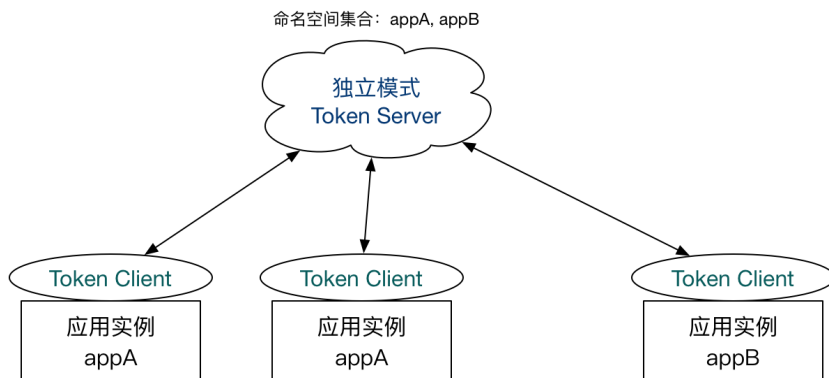 命名空间集合：appA, appB
独立模式
Token Server
Token Client
Token Client
Token Client
应用实例
appA
应用实例
appA
应用实例
appB